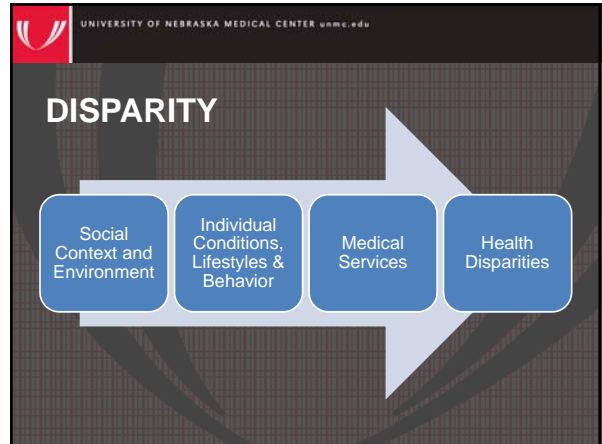 UNIVERSITY OF NEBRASKA MEDICAL CENTER unmc.edu
DISPARITY
Social
Context and
Environment
Individual
Conditions,
Lifestyles &
Behavior
Medical
Services
Health
Disparities